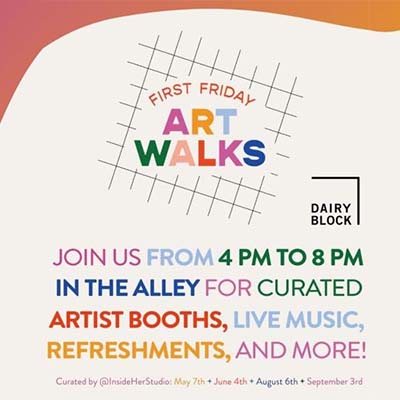 FIRST FRIDAY
ART
WALKS
DAIRY
BLOCK
JOIN US FROM 4 PM TO 8 PM
IN THE ALLEY FOR CURATED
ARTIST BOOTHS, LIVE MUSIC,
REFRESHMENTS, AND MORE!
Curated by @InsideHerStudio: May 7th + June 4th + August 6th + September 3rd